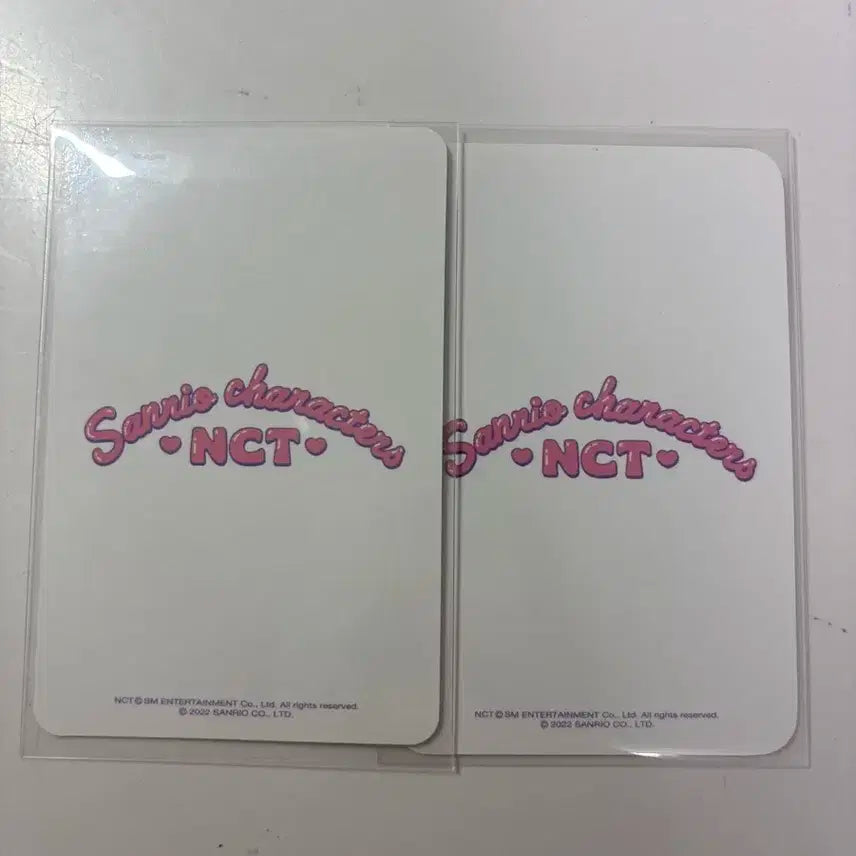 Sanrio characters
♥NCT♥
NCT©SM ENTERTAINMENT Co., Ltd. All rights reserved.
© 2022 SANRIO CO., LTD.
Sanrio characters
♥NCT♥
NCT©SM ENTERTAINMENT Co., Ltd. All rights reserved.
© 2022 SANRIO CO., LTD.